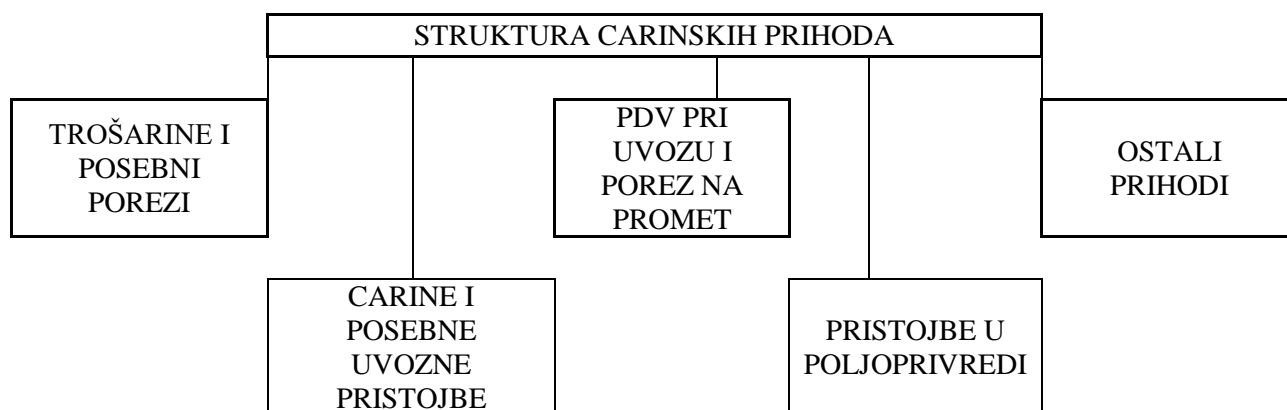 STRUKTURA CARINSKIH PRIHODA
TROŠARINE I
POSEBNI
POREZI
PDV PRI
UVOZU I
POREZ NA
PROMET
OSTALI
PRIHODI
CARINE I
POSEBNE
UVOZNE
PRISTOJBE
PRISTOJBE U
POLJOPRIVREDI